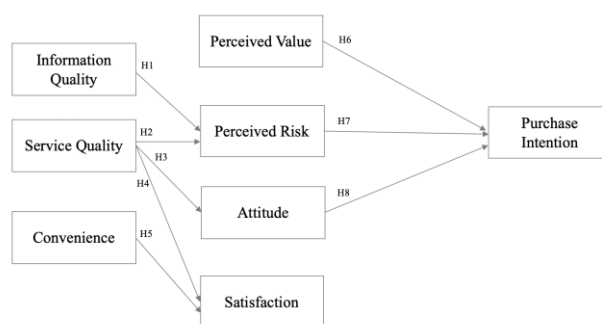 Perceived Value
H6
Information
Quality
H1
Perceived Risk
H7
Purchase
Intention
Service Quality
H2
H3
H4
Attitude
H8
Convenience
H5
Satisfaction